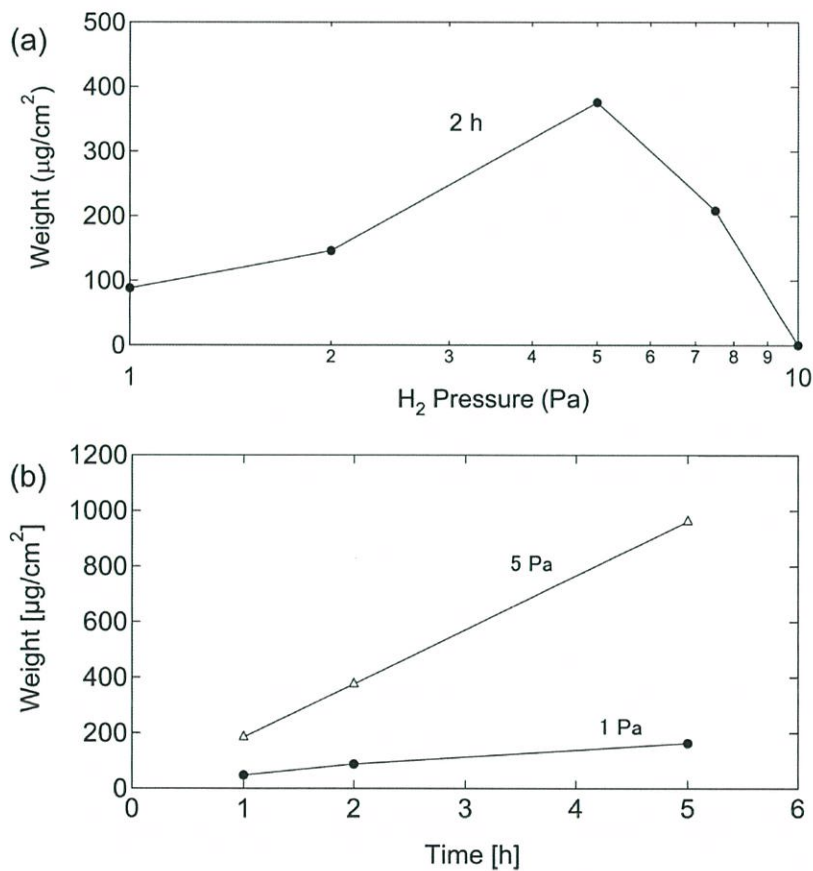 (a)
500
400
300
200
100
0
Weight (µg/cm²)
2 h
1
2
3
4
5
6
7
8
9
10
H₂ Pressure (Pa)
(b)
1200
1000
800
600
400
200
0
Weight [µg/cm²]
5 Pa
1 Pa
0 1 2 3 4 5 6
Time [h]